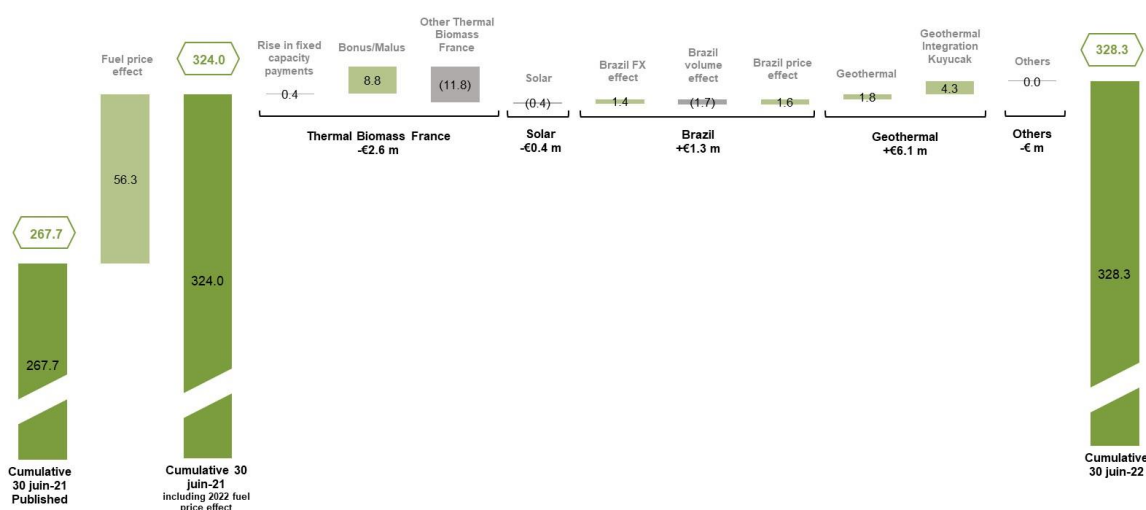 Fuel price
effect
324.0
Rise in fixed
capacity
payments
Bonus/Malus
Other Thermal
Biomass
France
Solar
Brazil FX
effect
Brazil
volume
effect
Brazil price
effect
Geothermal
Geothermal
Integration
Kuyucak
Others
328.3
0.4
8.8
(11.8)
(0.4)
1.4
(1.7)
1.6
1.8
4.3
0.0
Thermal Biomass France
-€2.6 m
Solar
-€0.4 m
Brazil
+€1.3 m
Geothermal
+€6.1 m
Others
-€ m
56.3
267.7
324.0
328.3
267.7
Cumulative
30 juin-21
Published
Cumulative 30
juin-21
including 2022 fuel
price effect
Cumulative
30 juin-22